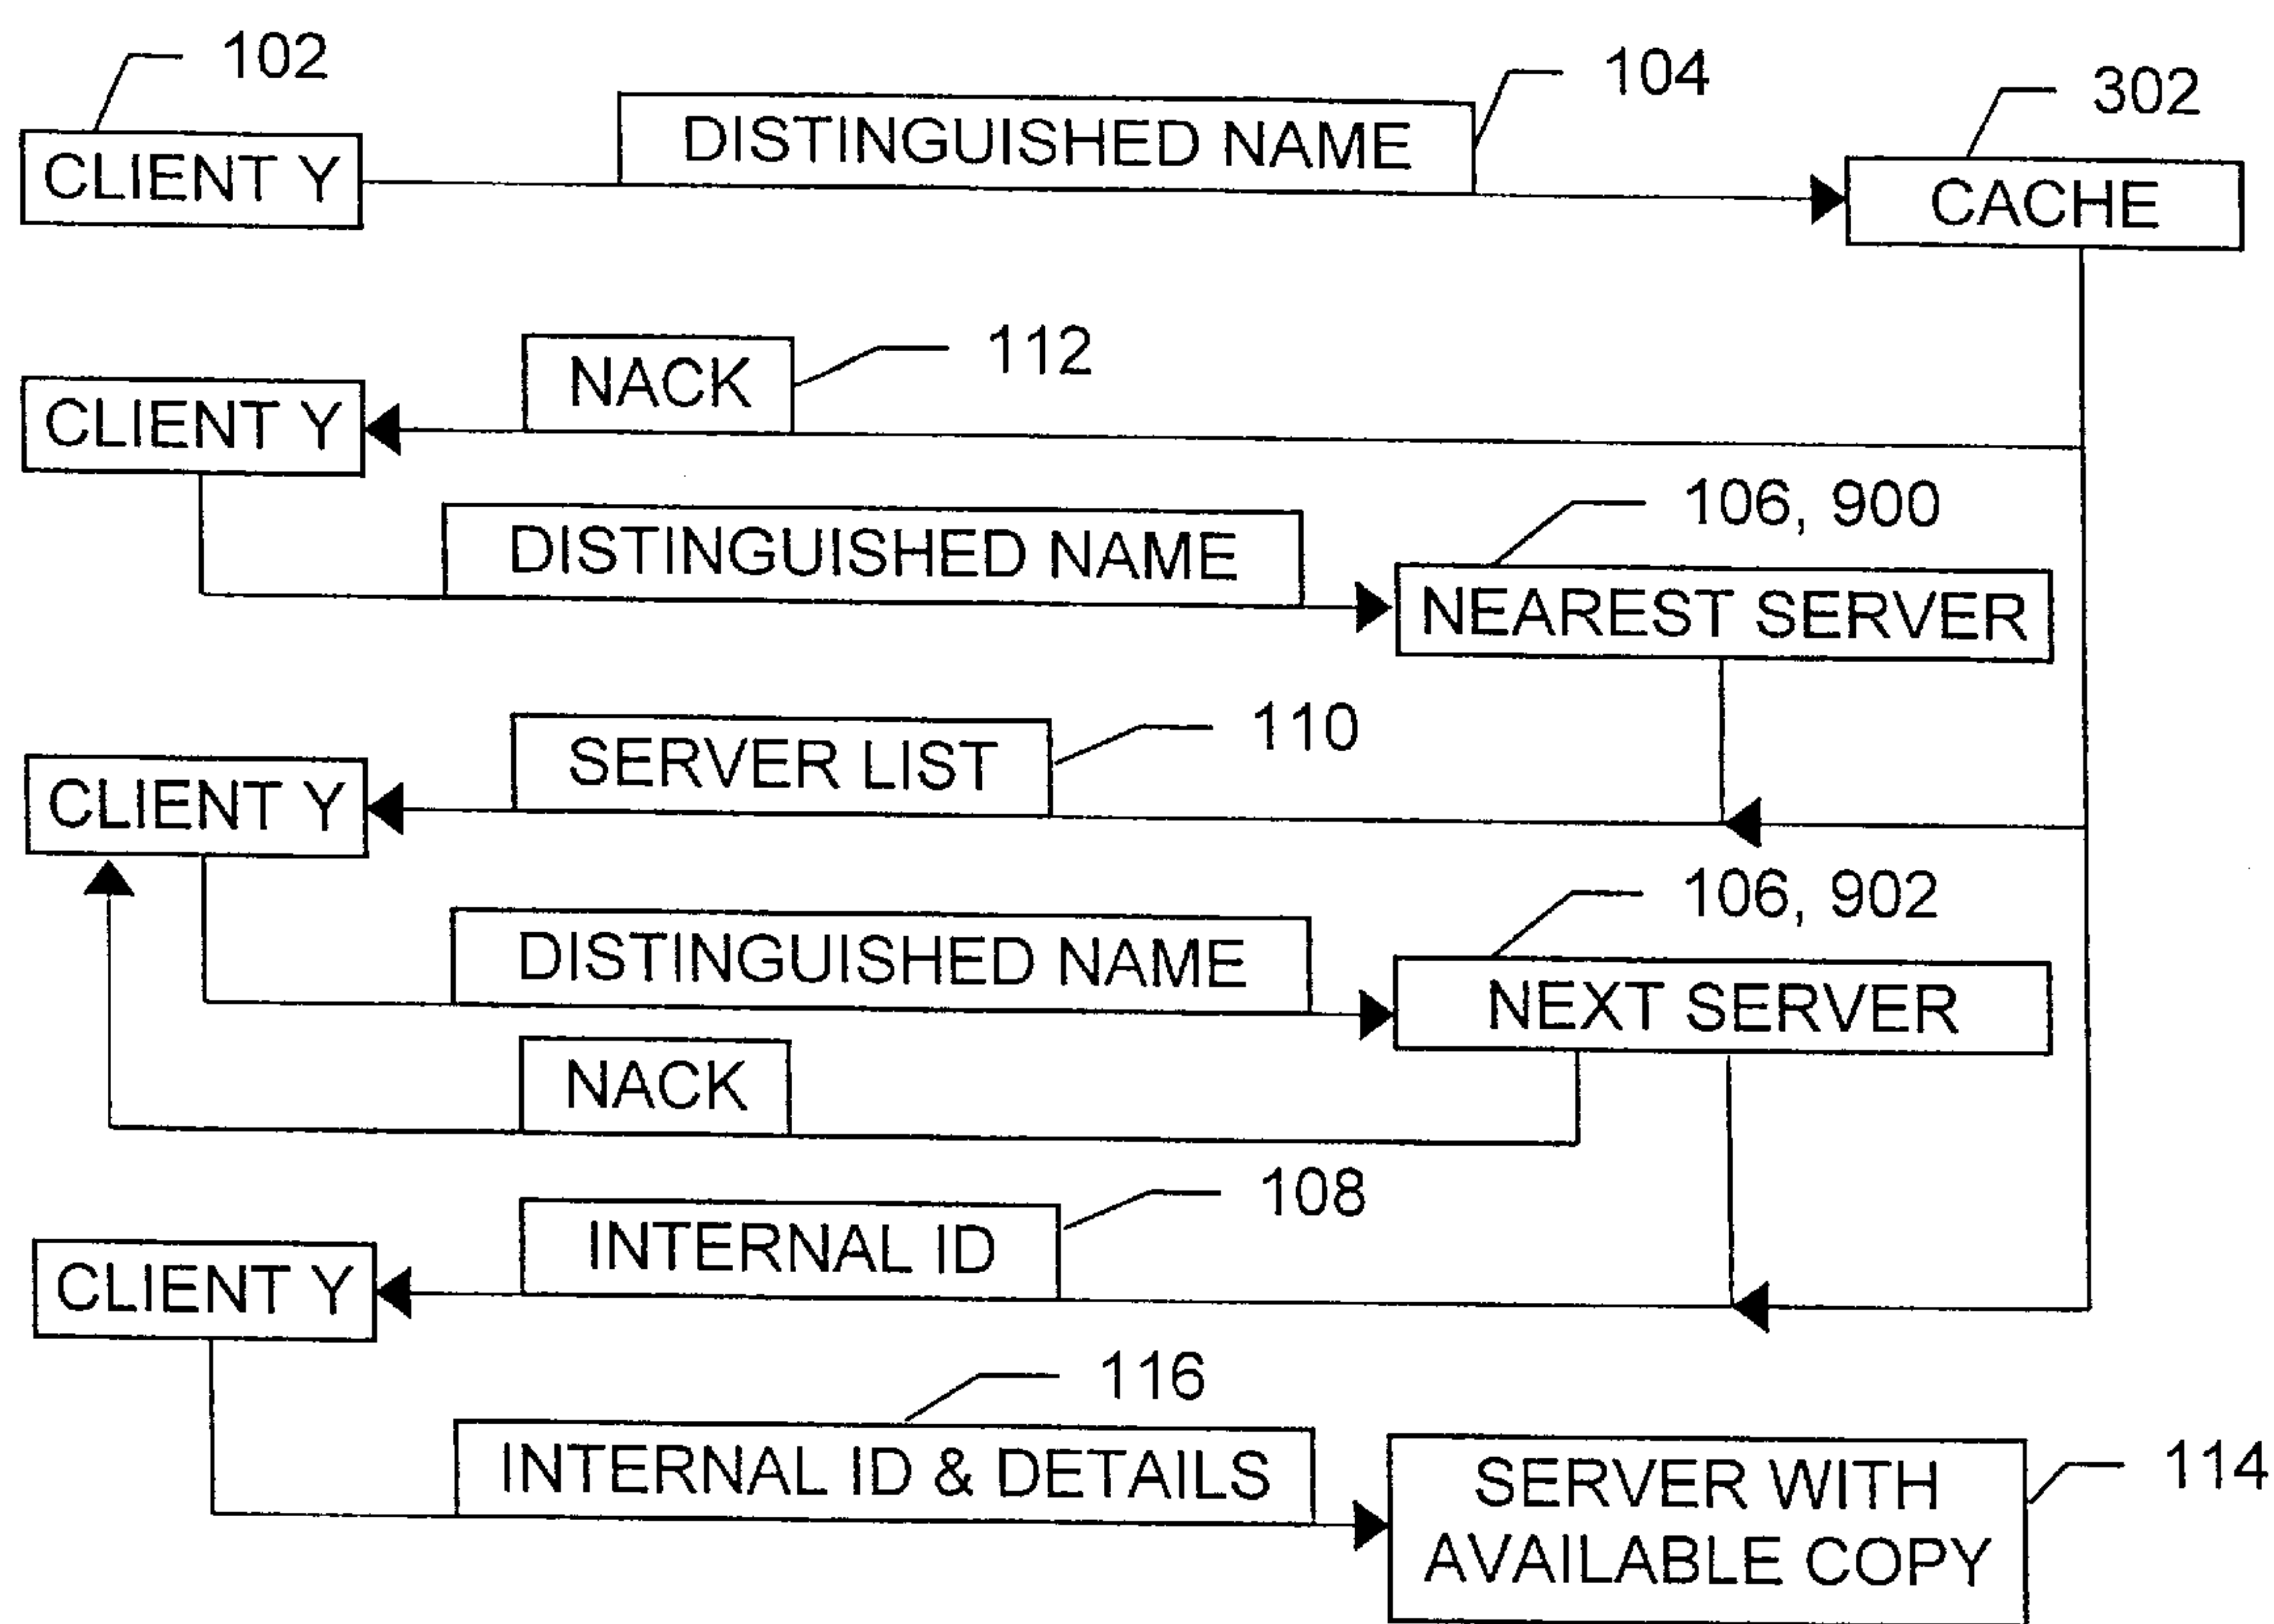 102
104
302
CLIENT Y
DISTINGUISHED NAME
CACHE
112
NACK
CLIENT Y
106, 900
DISTINGUISHED NAME
NEAREST SERVER
110
SERVER LIST
CLIENT Y
106, 902
DISTINGUISHED NAME
NEXT SERVER
NACK
108
INTERNAL ID
CLIENT Y
116
INTERNAL ID & DETAILS
114
SERVER WITH
AVAILABLE COPY